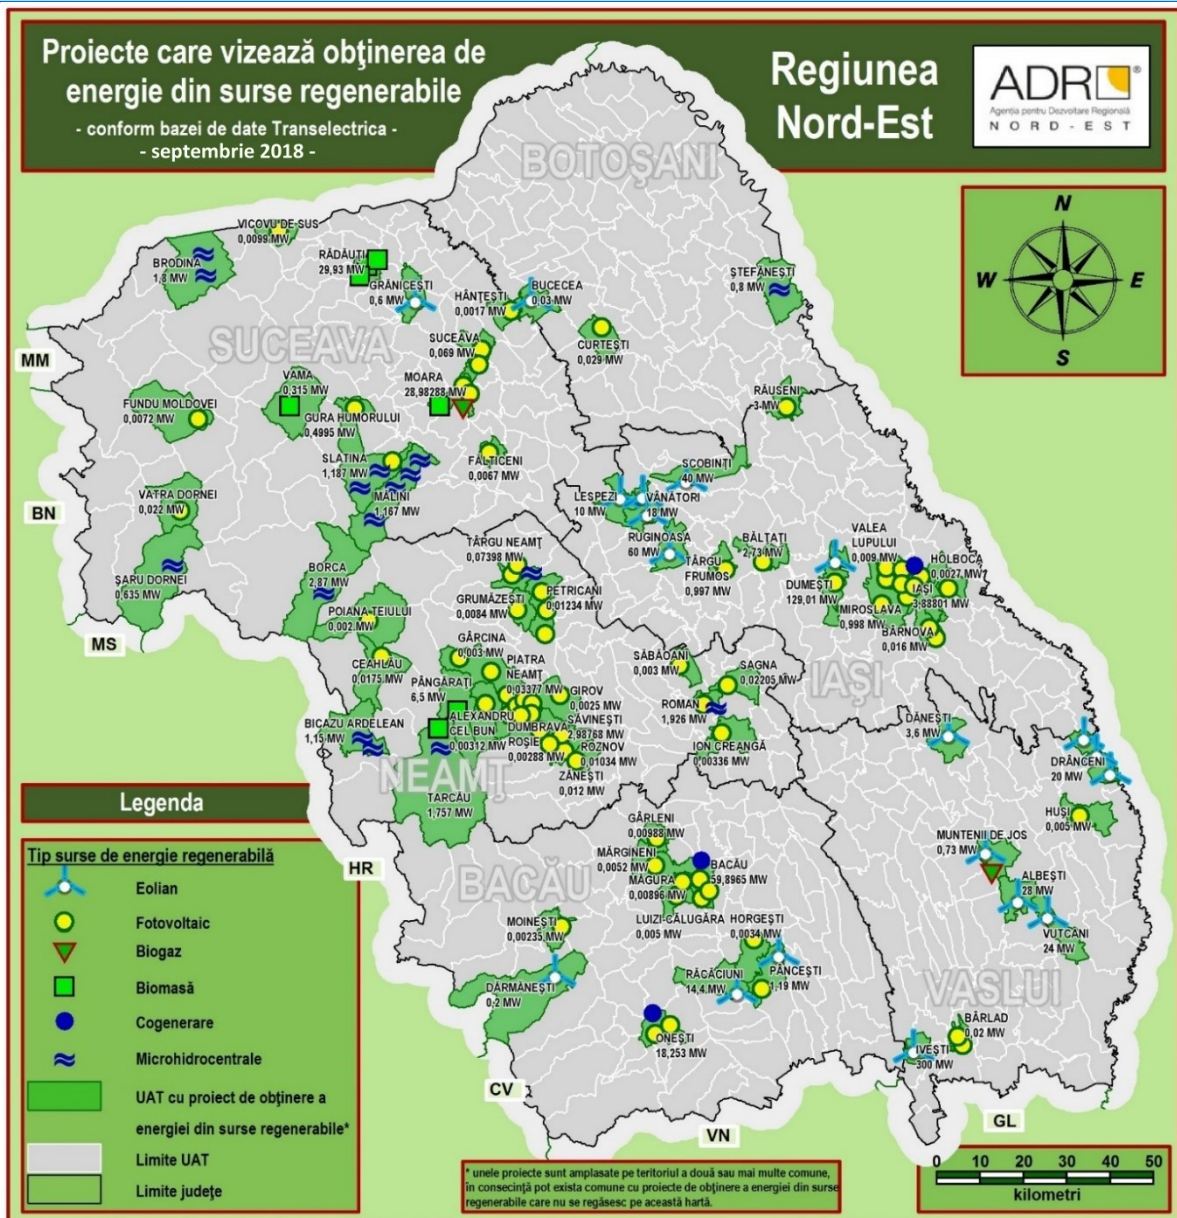 Proiecte care vizează obţinerea de
energie din surse regenerabile
- conform bazei de date Transelectrica -
- septembrie 2018 -
Regiunea
Nord-Est
ADR
®
Agenţia pentru Dezvoltare Regională
NORD-EST
N
W
E
S
BOTOŞANI
SUCEAVA
NEAMŢ
IAŞI
BACĂU
VASLUI
VICOVU DE SUS
0,0099 MW
BRODINA
1,8 MW
RĂDĂUŢI
29,93 MW
GRĂNICEŞTI
0,6 MW
HĂNŢEŞTI
0,0017 MW
BUCECEA
0,03 MW
ŞTEFĂNEŞTI
0,8 MW
CURTEŞTI
0,029 MW
SUCEAVA
0,069 MW
MOARA
28,98288 MW
VAMA
0,315 MW
GURA HUMORULUI
0,4995 MW
FUNDU MOLDOVEI
0,0072 MW
RĂUSENI
3 MW
SLATINA
1,187 MW
FĂLTICENI
0,0067 MW
MĂLINI
1,167 MW
VATRA DORNEI
0,022 MW
ŞARU DORNEI
0,635 MW
SCOBINŢI
40 MW
LESPEZI
10 MW
VÂNĂTORI
18 MW
RUGINOASA
60 MW
TÂRGU
FRUMOS
0,997 MW
BĂLŢAŢI
2,73 MW
VALEA
LUPULUI
0,009 MW
HOLBOCA
0,0027 MW
DUMEŞTI
129,01 MW
IAŞI
3,88801 MW
MIROSLAVA
0,998 MW
BÂRNOVA
0,016 MW
TÂRGU NEAMŢ
0,07398 MW
BORCA
2,87 MW
GRUMĂZEŞTI
0,0084 MW
PETRICANI
0,01234 MW
POIANA TEIULUI
0,002 MW
CEAHLĂU
0,0175 MW
GÂRCINA
0,003 MW
PIATRA
NEAMŢ
0,03377 MW
PÂNGĂRAŢI
6,5 MW
GIROV
0,0025 MW
ALEXANDRU
CEL BUN
0,00312 MW
DUMBRAVA
ROŞIE
0,00288 MW
SĂVINEŞTI
2,98768 MW
ROZNOV
0,01034 MW
ZĂNEŞTI
0,012 MW
BICAZU ARDELEAN
1,15 MW
TARCĂU
1,757 MW
SĂBĂOANI
0,003 MW
SAGNA
0,02205 MW
ROMAN
1,926 MW
ION CREANGĂ
0,00336 MW
DĂNEŞTI
3,6 MW
DRÂNCENI
20 MW
HUŞI
0,005 MW
MUNTENII DE JOS
0,73 MW
ALBEŞTI
28 MW
VUTCANI
24 MW
BÂRLAD
0,02 MW
IVEŞTI
300 MW
GÂRLENI
0,00988 MW
MĂRGINENI
0,0052 MW
MĂGURA
0,00896 MW
BACĂU
59,8965 MW
LUIZI-CĂLUGĂRA
0,005 MW
HORGEŞTI
0,0034 MW
MOINEŞTI
0,00235 MW
DĂRMĂNEŞTI
0,2 MW
RĂCĂCIUNI
14,4 MW
PÂNCEŞTI
1,19 MW
ONEŞTI
18,253 MW
MM
BN
MS
HR
CV
VN
GL
Legenda
Tip surse de energie regenerabilă
Eolian
Fotovoltaic
Biogaz
Biomasă
Cogenerare
Microhidrocentrale
UAT cu proiect de obţinere a
energiei din surse regenerabile*
Limite UAT
Limite judeţe
* unele proiecte sunt amplasate pe teritoriul a două sau mai multe comune,
în consecinţă pot exista comune cu proiecte de obţinere a energiei din surse
regenerabile care nu se regăsesc pe această hartă.
0 10 20 30 40 50
kilometri